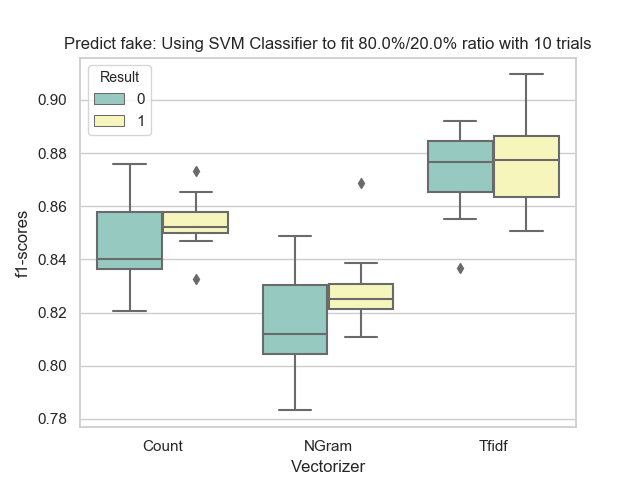 Predict fake: Using SVM Classifier to fit 80.0%/20.0% ratio with 10 trials
Result
0
1
0.90
0.88
0.86
0.84
0.82
0.80
0.78
f1-scores
Count
NGram
Tfidf
Vectorizer